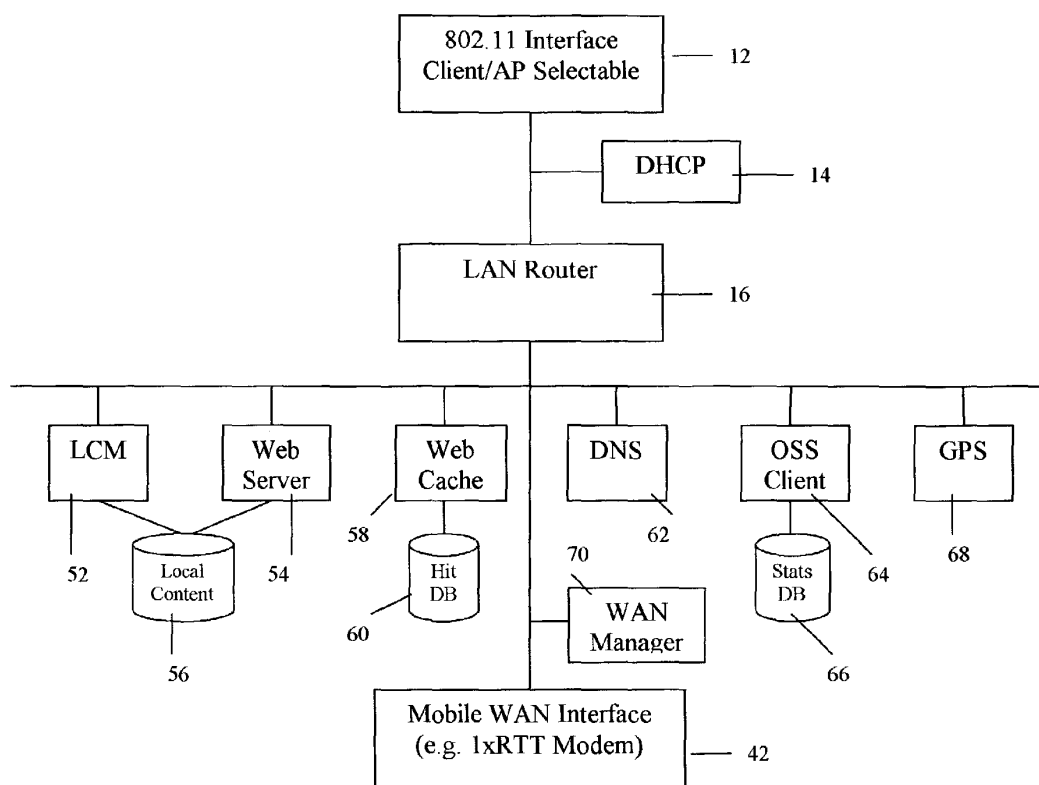 802.11 Interface
Client/AP Selectable
12
DHCP
14
LAN Router
16
LCM
Web
Server
Web
Cache
DNS
OSS
Client
GPS
52
Local
Content
54
58
Hit
DB
62
Stats
DB
64
68
56
60
70
WAN
Manager
66
Mobile WAN Interface
(e.g. 1xRTT Modem)
42